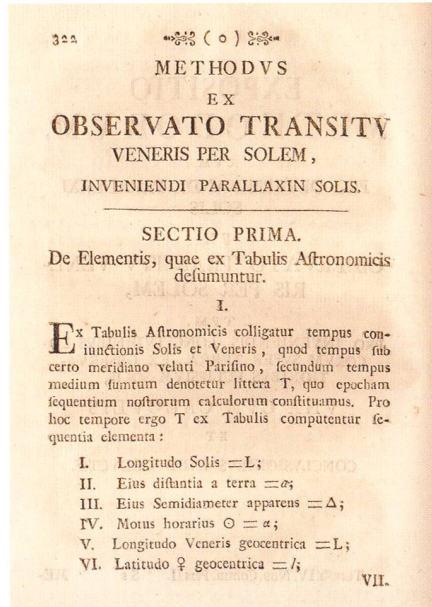 322 ( o )
METHODVS
EX
OBSERVATO TRANSITV
VENERIS PER SOLEM,
INVENIENDI PARALLAXIN SOLIS.
SECTIO PRIMA.
De Elementis, quae ex Tabulis Aſtronomicis
deſumuntur.
I.
Ex Tabulis Aſtronomicis colligatur tempus con-
iunctionis Solis et Veneris, qnod tempus ſub
certo meridiano veluti Pariſino, ſecundum tempus
medium ſumtum denotetur littera T, quo epocham
ſequentium noſtrorum calculorum conſtituamus. Pro
hoc tempore ergo T ex Tabulis computentur ſe-
quentia elementa:
I. Longitudo Solis =L;
II. Eius diſtantia a terra =a;
III. Eius Semidiameter apparens =Δ;
IV. Motus horarius ☉ = α;
V. Longitudo Veneris geocentrica =L;
VI. Latitudo ♀ geocentrica =l;
VII.